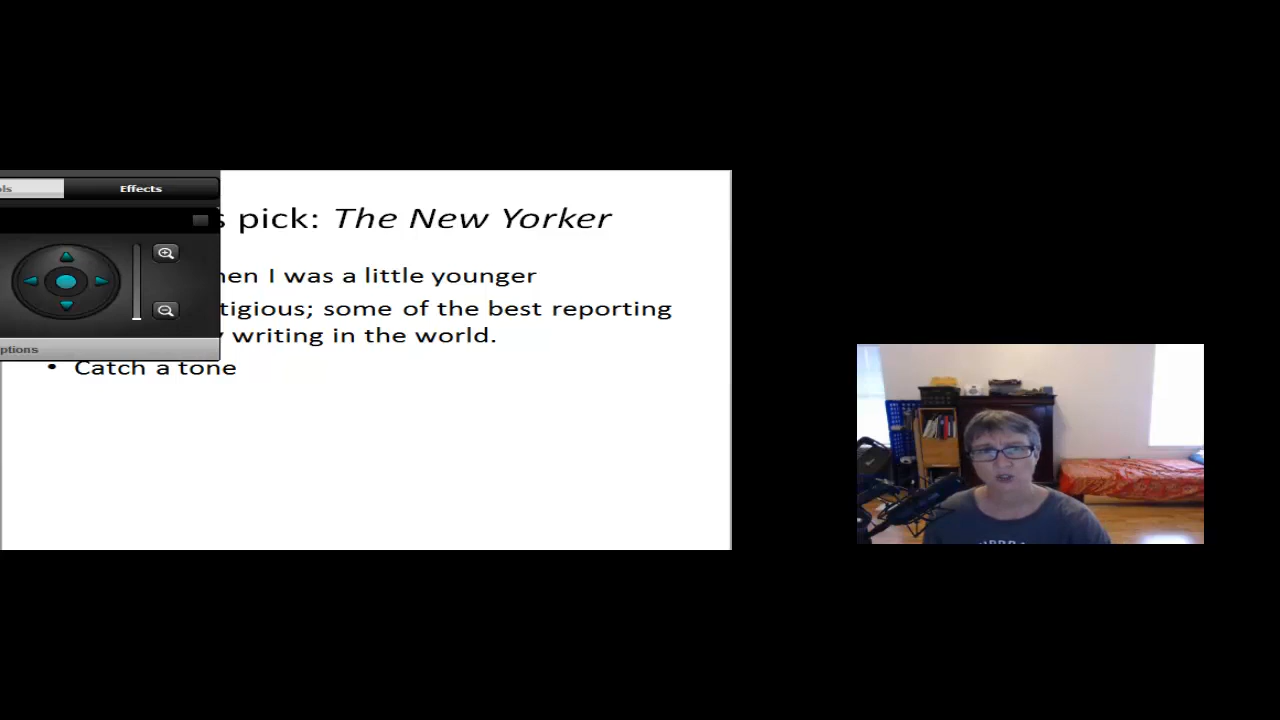 ls Effects
s pick: The New Yorker
hen I was a little younger
tigious; some of the best reporting
writing in the world.
ptions
• Catch a tone